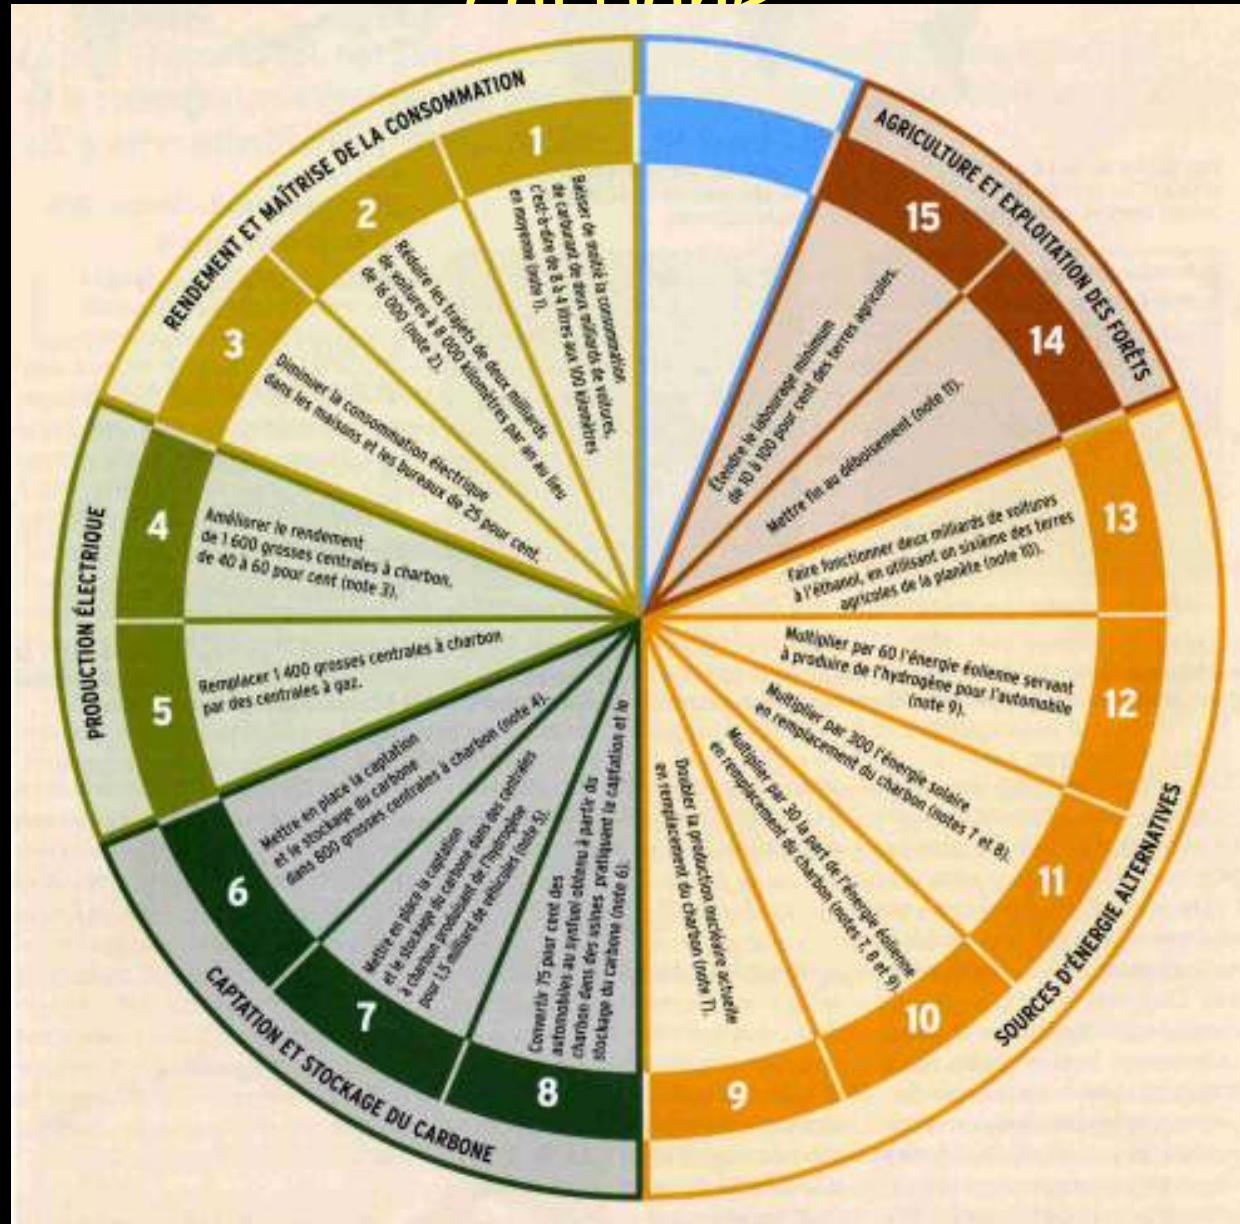 RENDEMENT ET MAÎTRISE DE LA CONSOMMATION
1
Baisser de moitié la consommation
de carburant de deux milliards de voitures,
c'est-à-dire de 8 à 4 litres aux 100 kilomètres
en moyenne (note 1).
2
Réduire les trajets de deux milliards
de voitures à 8 000 kilomètres par an au lieu
de 16 000 (note 2).
3
Diminuer la consommation électrique
dans les maisons et les bureaux de 25 pour cent.
PRODUCTION ÉLECTRIQUE
4
Améliorer le rendement
de 1 600 grosses centrales à charbon,
de 40 à 60 pour cent (note 3).
5
Remplacer 1 400 grosses centrales à charbon
par des centrales à gaz.
CAPTATION ET STOCKAGE DU CARBONE
6
Mettre en place la captation
et le stockage du carbone
dans 800 grosses centrales à charbon (note 4).
7
Mettre en place la captation
et le stockage du carbone dans des centrales
à charbon produisant de l'hydrogène
pour 1,5 milliard de véhicules (note 5).
8
Convertir 75 pour cent des
automobiles au synfuel obtenu à partir du
charbon dans des usines pratiquant la captation et le
stockage du carbone (note 6).
SOURCES D'ÉNERGIE ALTERNATIVES
9
Doubler la production nucléaire actuelle
en remplacement du charbon
10
Multiplier par 30 la part de l'énergie éolienne
en remplacement du charbon (notes 7, 8 et 9).
11
Multiplier par 300 l'énergie solaire
en remplacement du charbon (notes 7 et 8).
12
Multiplier par 60 l'énergie éolienne servant
à produire de l'hydrogène pour l'automobile
(note 9).
13
Faire fonctionner deux milliards de voitures
à l'éthanol, en utilisant un sixième des terres
agricoles de la planète (note 10).
AGRICULTURE ET EXPLOITATION DES FORÊTS
14
Mettre fin au déboisement (note 11).
15
Étendre le labourage minimum
de 10 à 100 pour cent des terres agricoles.